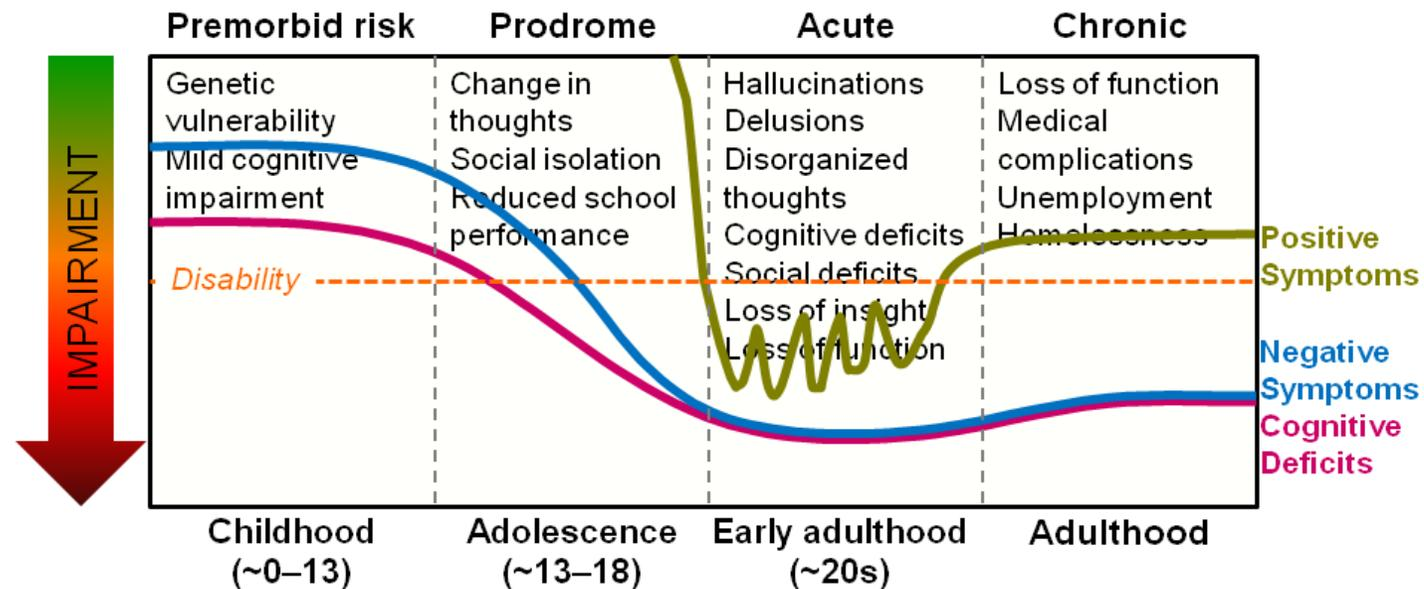 Premorbid risk
Prodrome
Acute
Chronic
IMPAIRMENT
Genetic
vulnerability
Mild cognitive
impairment
Change in
thoughts
Social isolation
Reduced school
performance
Hallucinations
Delusions
Disorganized
thoughts
Cognitive deficits
Social deficits
Loss of insight
Loss of function
Loss of function
Medical
complications
Unemployment
Homelessness
Disability
Positive
Symptoms
Negative
Symptoms
Cognitive
Deficits
Childhood
(~0–13)
Adolescence
(~13–18)
Early adulthood
(~20s)
Adulthood